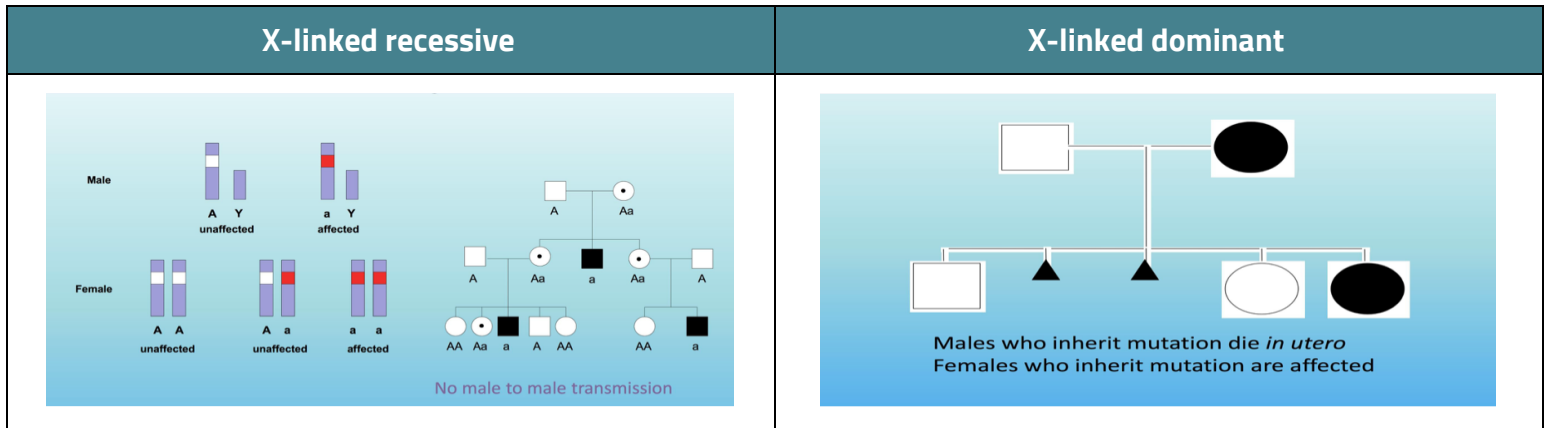 X-linked recessive
X-linked dominant
Male
A Y
unaffected
a Y
affected
Female
A A
unaffected
A a
unaffected
a a
affected
A Aa
A Aa a Aa A
AA Aa a A AA AA a
No male to male transmission
Males who inherit mutation die in utero
Females who inherit mutation are affected